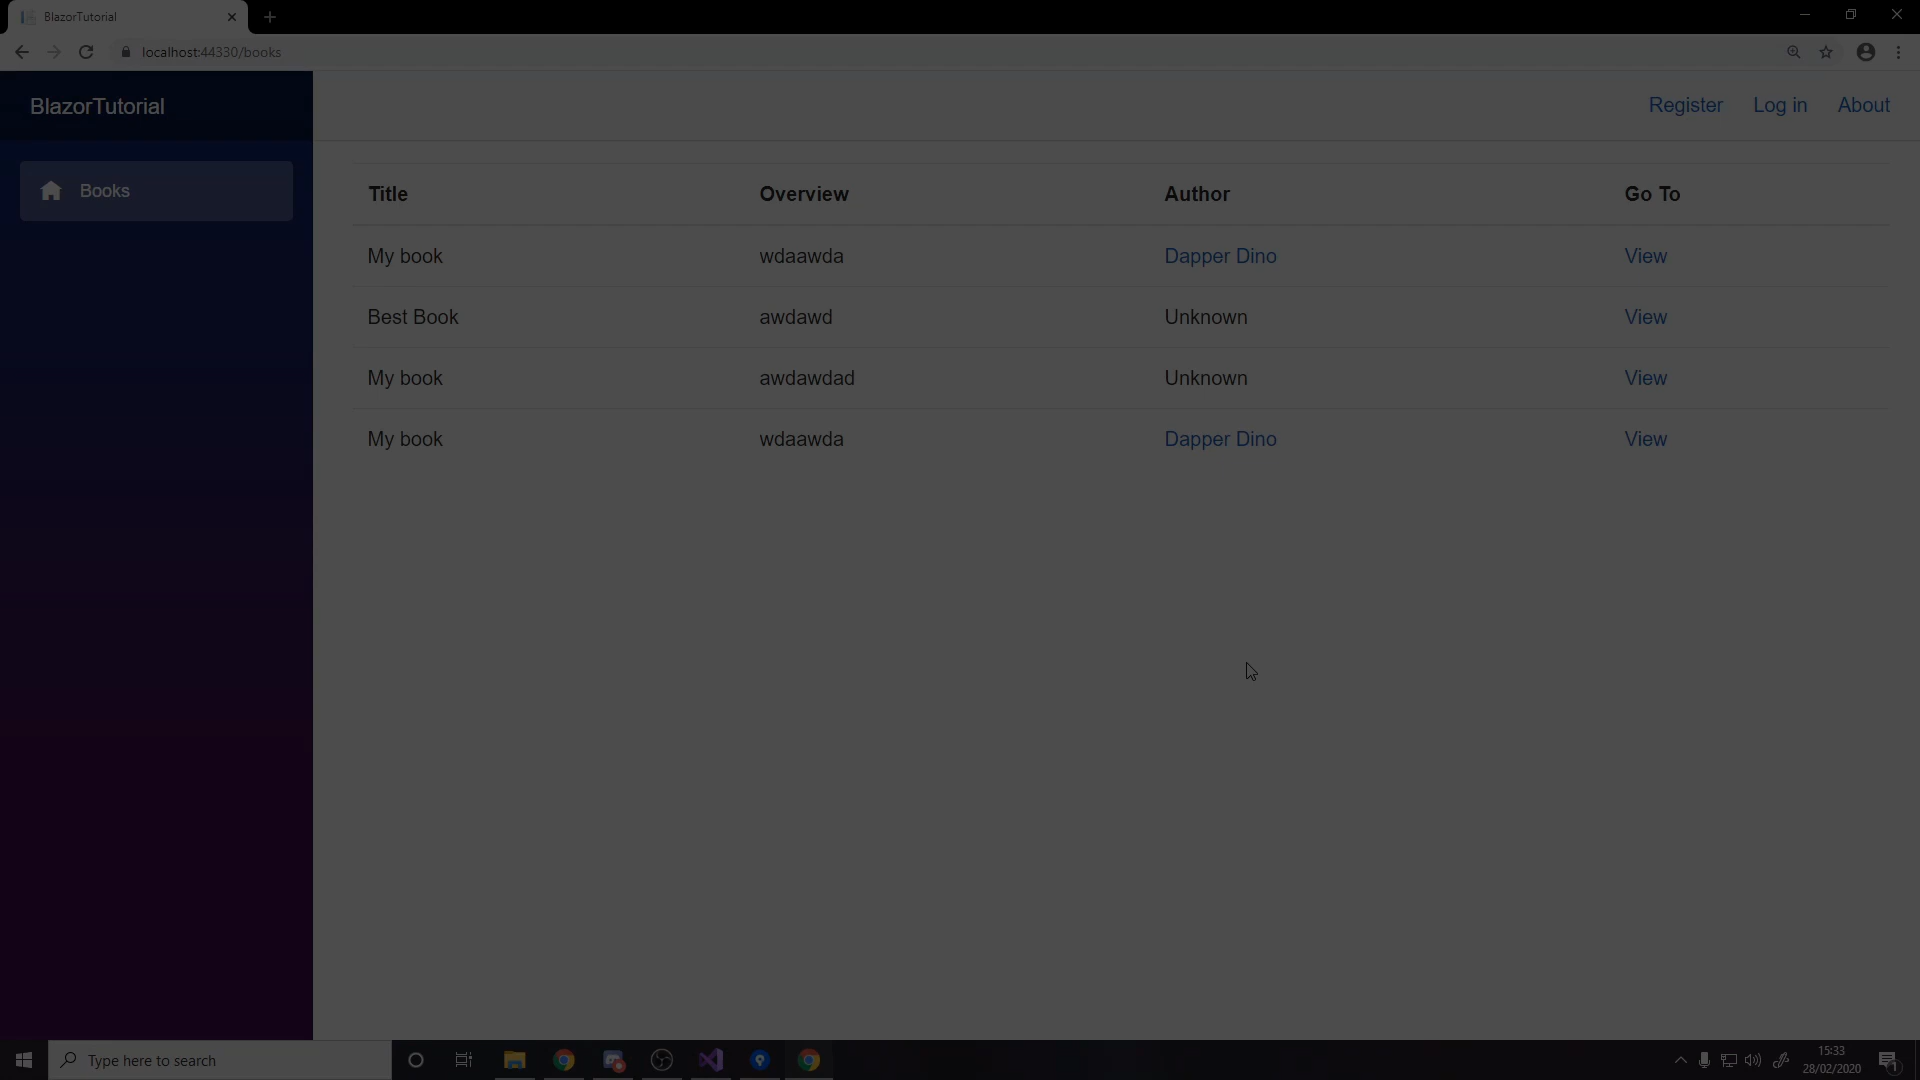 BlazorTutorial
localhost:44330/books
BlazorTutorial
Register Log in About
Books
Title Overview Author Go To
My book wdaawda Dapper Dino View
Best Book awdawd Unknown View
My book awdawdad Unknown View
My book wdaawda Dapper Dino View
Type here to search
15:33
28/02/2020
1